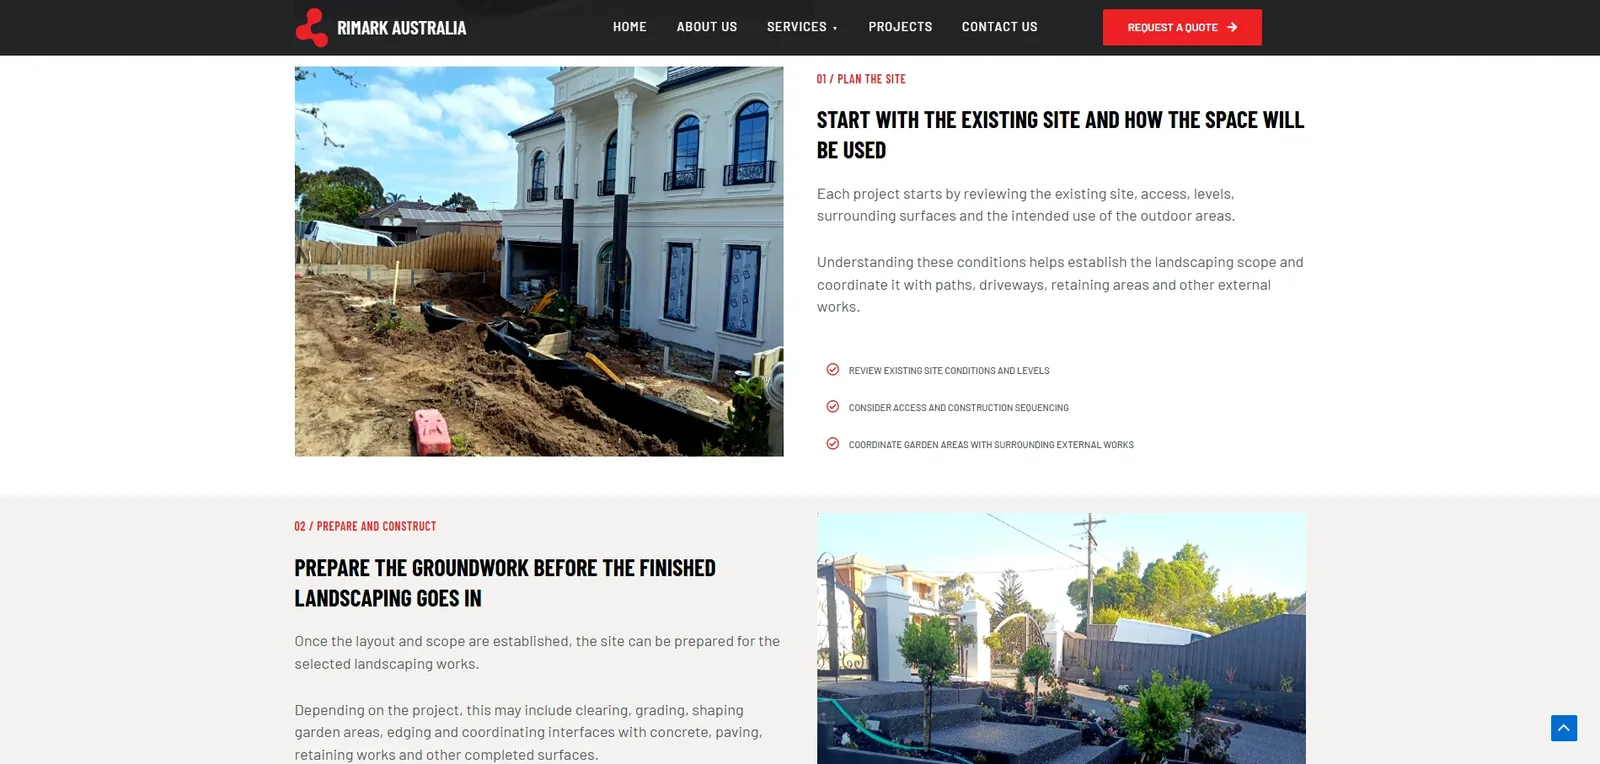 RIMARK AUSTRALIA
HOME
ABOUT US
SERVICES
PROJECTS
CONTACT US
REQUEST A QUOTE
01 / PLAN THE SITE
START WITH THE EXISTING SITE AND HOW THE SPACE WILL
BE USED
Each project starts by reviewing the existing site, access, levels,
surrounding surfaces and the intended use of the outdoor areas.
Understanding these conditions helps establish the landscaping scope and
coordinate it with paths, driveways, retaining areas and other external
works.
REVIEW EXISTING SITE CONDITIONS AND LEVELS
CONSIDER ACCESS AND CONSTRUCTION SEQUENCING
COORDINATE GARDEN AREAS WITH SURROUNDING EXTERNAL WORKS
02 / PREPARE AND CONSTRUCT
PREPARE THE GROUNDWORK BEFORE THE FINISHED
LANDSCAPING GOES IN
Once the layout and scope are established, the site can be prepared for the
selected landscaping works.
Depending on the project, this may include clearing, grading, shaping
garden areas, edging and coordinating interfaces with concrete, paving,
retaining works and other completed surfaces.